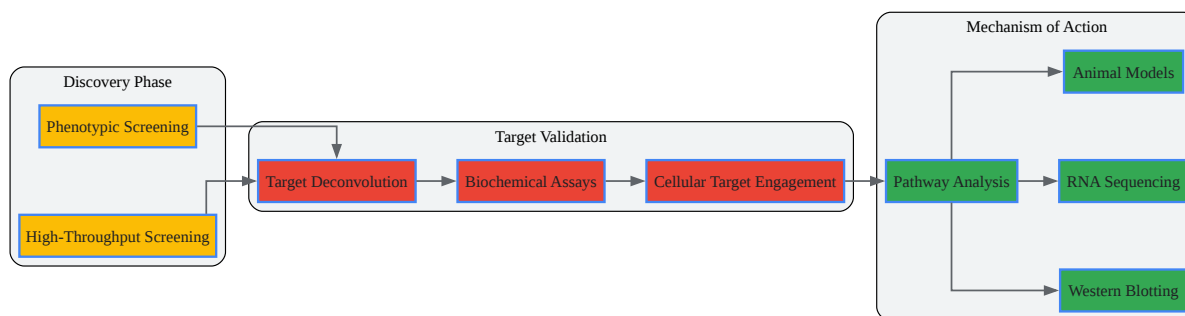 Discovery Phase
Phenotypic Screening
High-Throughput Screening
Target Validation
Target Deconvolution
Biochemical Assays
Cellular Target Engagement
Mechanism of Action
Pathway Analysis
Animal Models
RNA Sequencing
Western Blotting